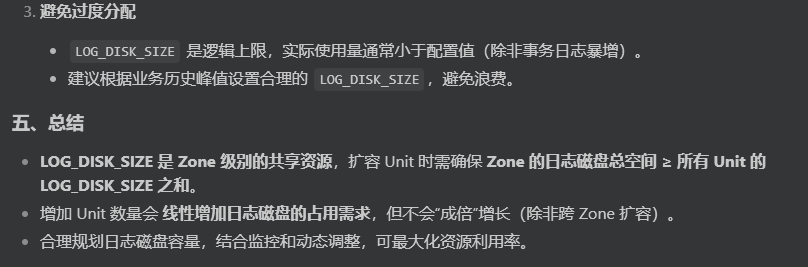 3. 避免过度分配
LOG_DISK_SIZE 是逻辑上限，实际使用量通常小于配置值（除非事务日志暴增）。
建议根据业务历史峰值设置合理的 LOG_DISK_SIZE，避免浪费。
五、总结
LOG_DISK_SIZE 是 Zone 级别的共享资源，扩容 Unit 时需确保 Zone 的日志磁盘总空间 ≥ 所有 Unit 的
LOG_DISK_SIZE 之和。
增加 Unit 数量会 线性增加日志磁盘的占用需求，但不会“成倍”增长（除非跨 Zone 扩容）。
合理规划日志磁盘容量，结合监控和动态调整，可最大化资源利用率。